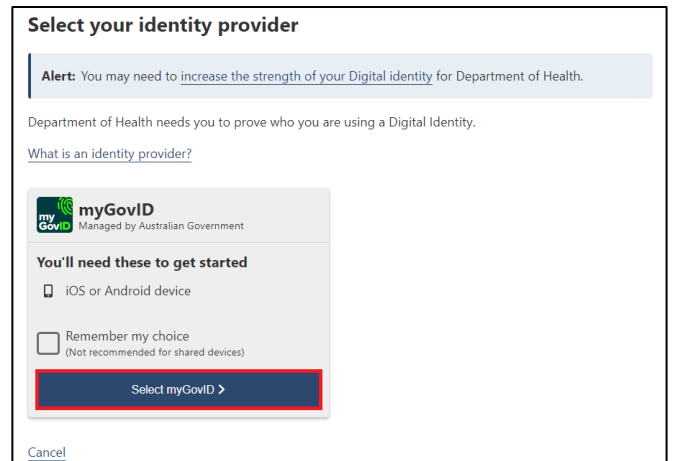 Select your identity provider
Alert: You may need to increase the strength of your Digital identity for Department of Health.
Department of Health needs you to prove who you are using a Digital Identity.
What is an identity provider?
my
GovID
myGovID
Managed by Australian Government
You'll need these to get started
iOS or Android device
Remember my choice
(Not recommended for shared devices)
Select myGovID >
Cancel